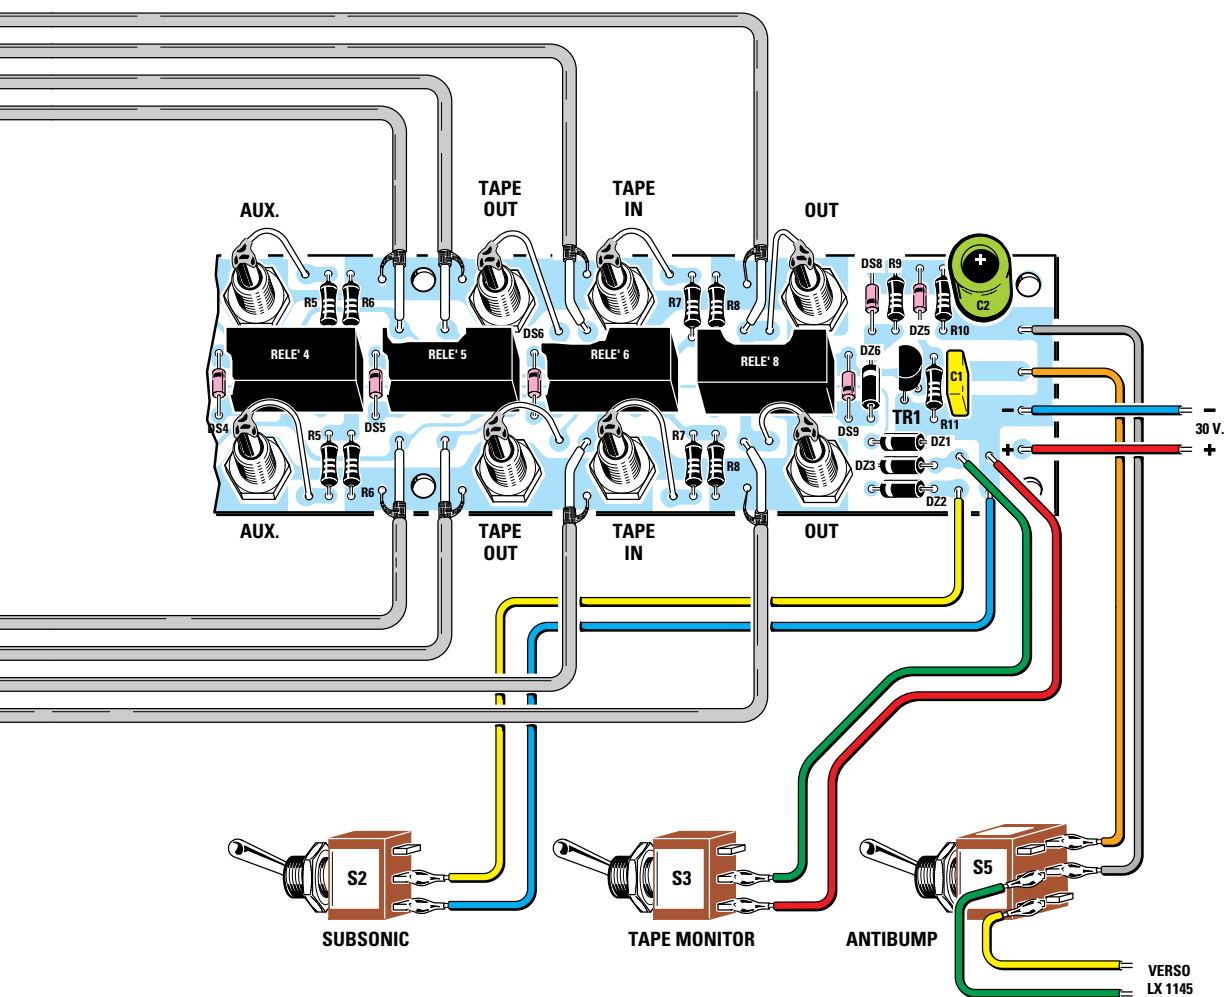 AUX.
TAPE
OUT
TAPE
IN
OUT
DS8
R9
C2
R5
R6
R7
R8
DZ5
R10
DS6
RELE' 4
RELE' 5
RELE' 6
RELE' 8
DZ6
C1
TR1
R11
DS4
DS5
DS9
–
30 V.
+
–
+
R5
R6
R7
R8
DZ1
DZ3
DZ2
AUX.
TAPE
OUT
TAPE
IN
OUT
S2
S3
S5
SUBSONIC
TAPE MONITOR
ANTIBUMP
VERSO
LX 1145
+